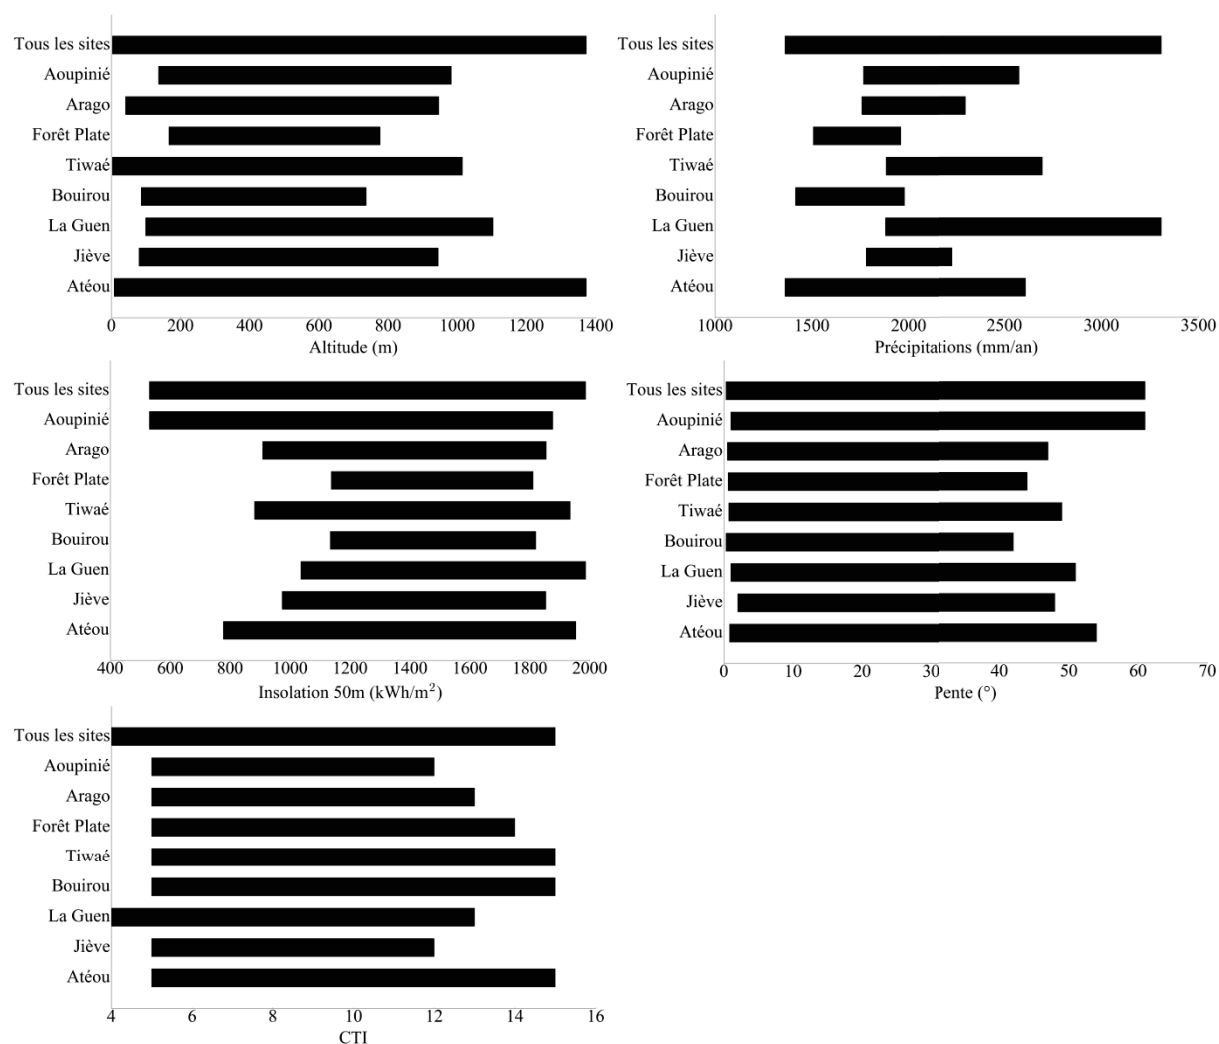 Tous les sites
Aoupinié
Arago
Forêt Plate
Tiwaé
Bouirou
La Guen
Jiève
Atéou
0 200 400 600 800 1000 1200 1400
Altitude (m)
Tous les sites
Aoupinié
Arago
Forêt Plate
Tiwaé
Bouirou
La Guen
Jiève
Atéou
1000 1500 2000 2500 3000 3500
Précipitations (mm/an)
Tous les sites
Aoupinié
Arago
Forêt Plate
Tiwaé
Bouirou
La Guen
Jiève
Atéou
400 600 800 1000 1200 1400 1600 1800 2000
Insolation 50m (kWh/m²)
Tous les sites
Aoupinié
Arago
Forêt Plate
Tiwaé
Bouirou
La Guen
Jiève
Atéou
0 10 20 30 40 50 60 70
Pente (°)
Tous les sites
Aoupinié
Arago
Forêt Plate
Tiwaé
Bouirou
La Guen
Jiève
Atéou
4 6 8 10 12 14 16
CTI